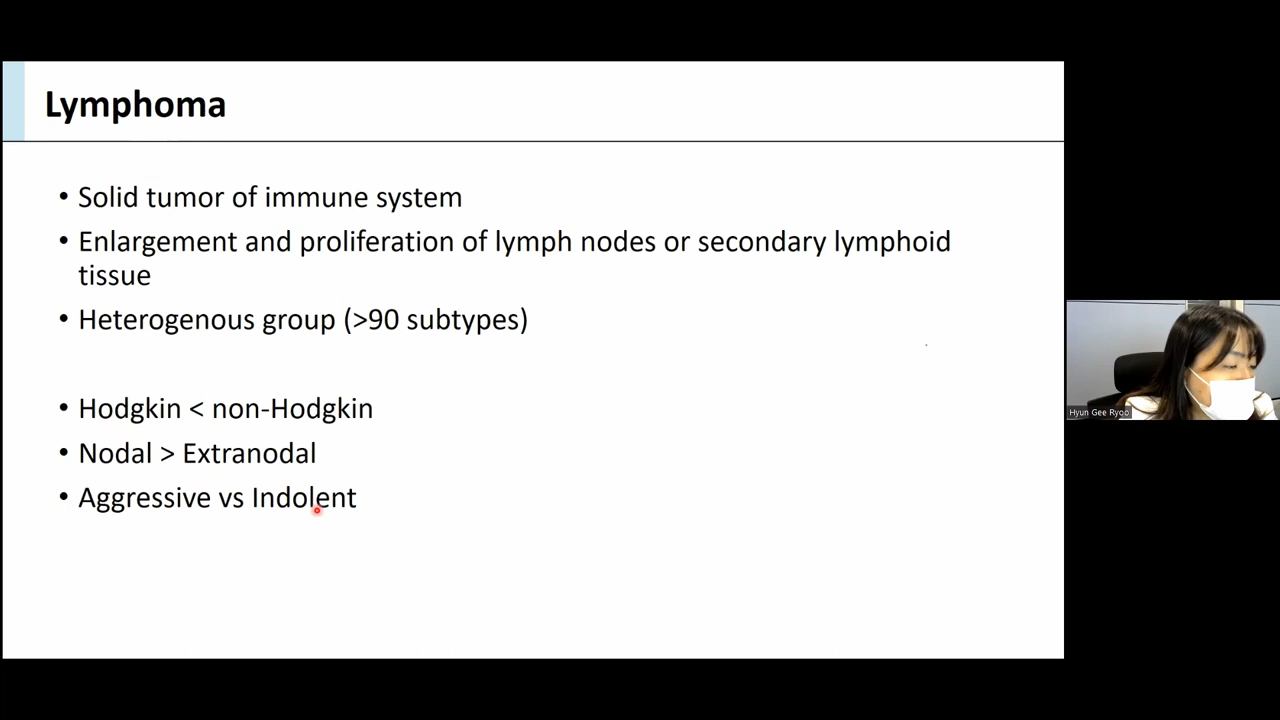 Lymphoma
• Solid tumor of immune system
• Enlargement and proliferation of lymph nodes or secondary lymphoid
tissue
• Heterogenous group (>90 subtypes)
• Hodgkin < non-Hodgkin
• Nodal > Extranodal
• Aggressive vs Indolent
Hyun Gee Ryoo